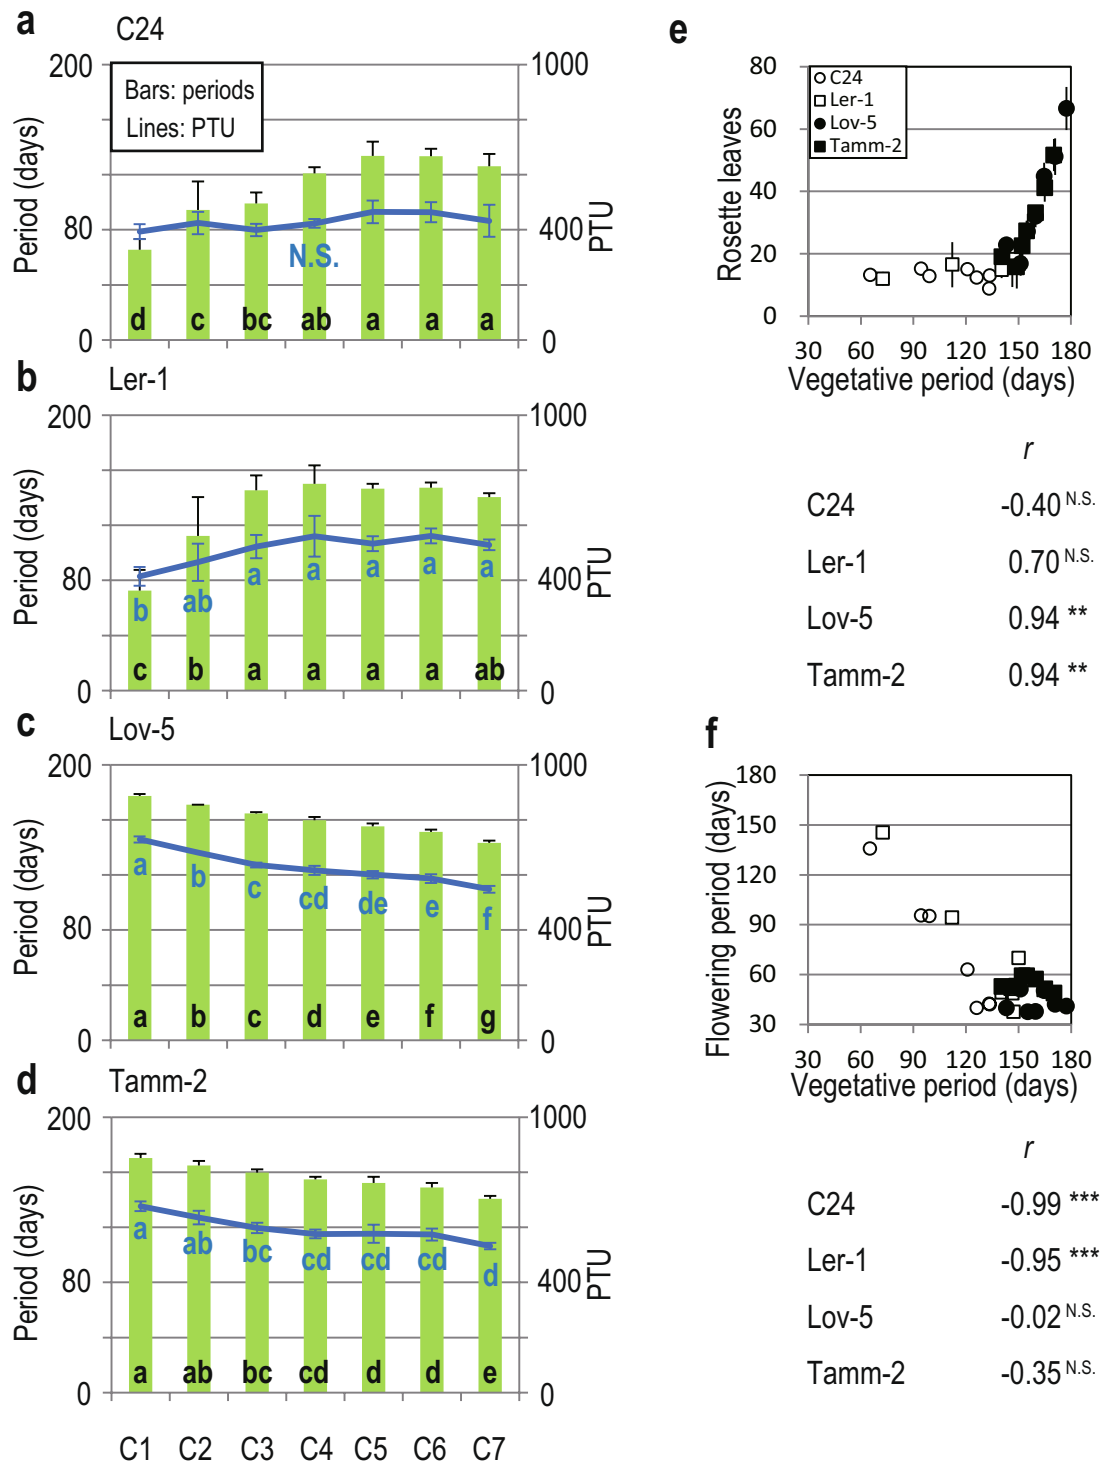 a
C24
200
1000
Bars: periods
Lines: PTU
Period (days)
80
400
PTU
N.S.
d c bc ab a a a
0
0
b
Ler-1
200
1000
Period (days)
80
400
PTU
b ab a a a a a
c b a a a a ab
0
0
c
Lov-5
200
1000
Period (days)
80
400
PTU
a b c cd de e f
a b c d e f g
0
0
d
Tamm-2
200
1000
Period (days)
80
400
PTU
a ab bc cd cd cd d
a ab bc cd d d e
0
0
C1 C2 C3 C4 C5 C6 C7
e
80
60
40
20
0
Rosette leaves
C24
Ler-1
Lov-5
Tamm-2
30 60 90 120 150 180
Vegetative period (days)
r
C24 -0.40 N.S.
Ler-1 0.70 N.S.
Lov-5 0.94 **
Tamm-2 0.94 **
f
180
150
120
90
60
30
Flowering period (days)
30 60 90 120 150 180
Vegetative period (days)
r
C24 -0.99 ***
Ler-1 -0.95 ***
Lov-5 -0.02 N.S.
Tamm-2 -0.35 N.S.